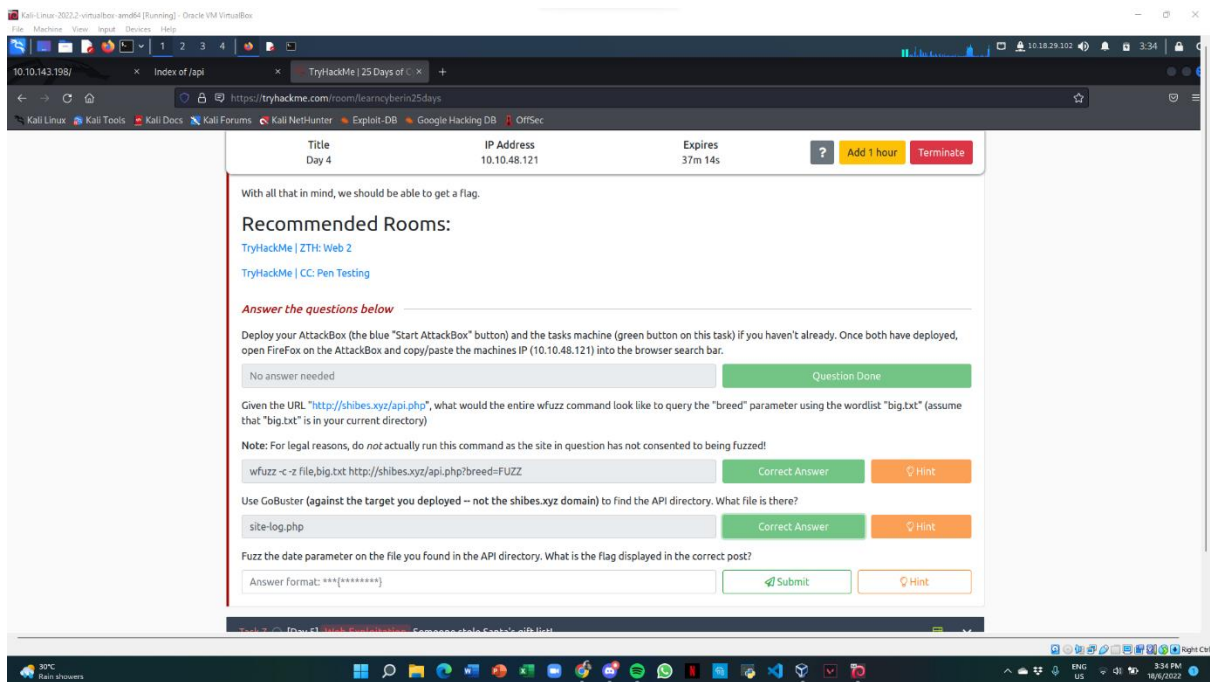 Kali-Linux-2022.2-virtualbox-amd64 [Running] - Oracle VM VirtualBox
File Machine View Input Devices Help
1 2 3 4
10.18.29.102 3:34
10.10.143.198/ × Index of /api × TryHackMe | 25 Days of C × +
https://tryhackme.com/room/learncyberin25days
Kali Linux Kali Tools Kali Docs Kali Forums Kali NetHunter Exploit-DB Google Hacking DB OffSec
Title IP Address Expires
Day 4 10.10.48.121 37m 14s
? Add 1 hour Terminate
With all that in mind, we should be able to get a flag.
Recommended Rooms:
TryHackMe | ZTH: Web 2
TryHackMe | CC: Pen Testing
Answer the questions below
Deploy your AttackBox (the blue "Start AttackBox" button) and the tasks machine (green button on this task) if you haven't already. Once both have deployed,
open FireFox on the AttackBox and copy/paste the machines IP (10.10.48.121) into the browser search bar.
No answer needed Question Done
Given the URL "http://shibes.xyz/api.php", what would the entire wfuzz command look like to query the "breed" parameter using the wordlist "big.txt" (assume
that "big.txt" is in your current directory)
Note: For legal reasons, do not actually run this command as the site in question has not consented to being fuzzed!
wfuzz -c -z file,big.txt http://shibes.xyz/api.php?breed=FUZZ Correct Answer Hint
Use GoBuster (against the target you deployed -- not the shibes.xyz domain) to find the API directory. What file is there?
site-log.php Correct Answer Hint
Fuzz the date parameter on the file you found in the API directory. What is the flag displayed in the correct post?
Answer format: ***{********} Submit Hint
Task 7 [Day 5] Web Exploitation Someone stole Santa's gift list!
Right Ctrl
30°C
Rain showers
ENG
US
3:34 PM
18/6/2022